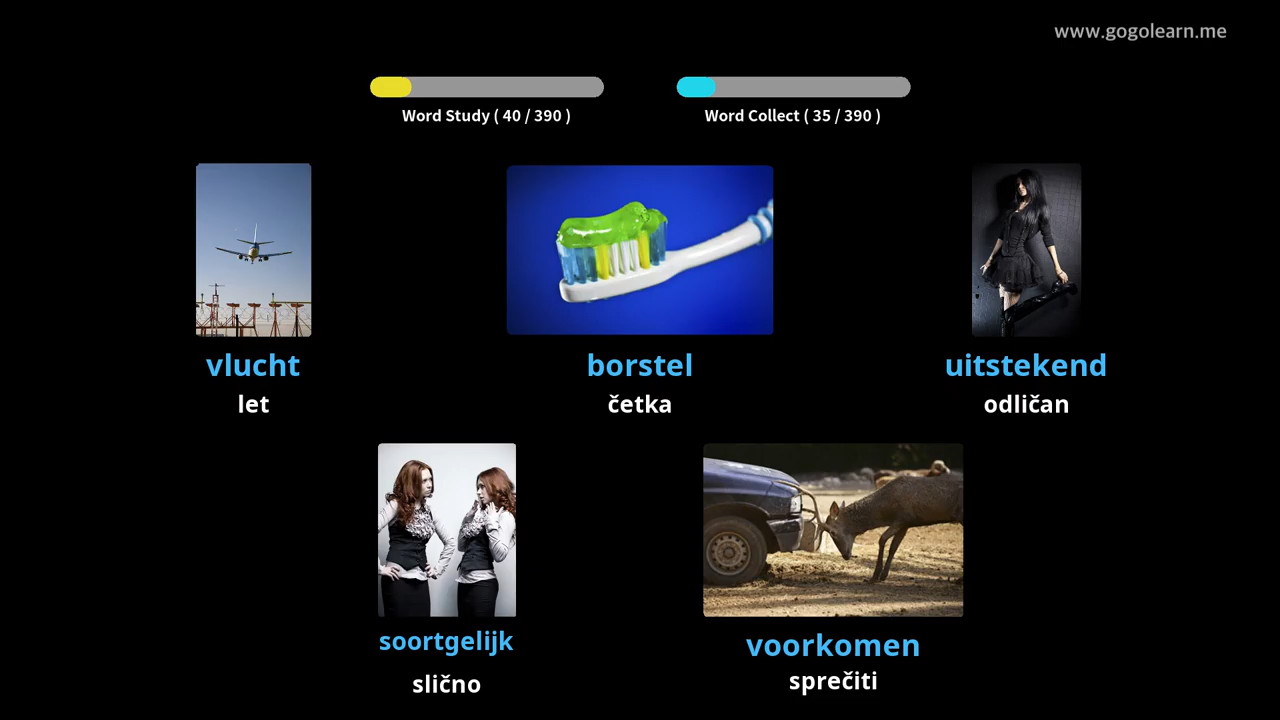 www.gogolearn.me
Word Study ( 40 / 390 )
Word Collect ( 35 / 390 )
vlucht
let
borstel
četka
uitstekend
odličan
soortgelijk
slično
voorkomen
sprečiti